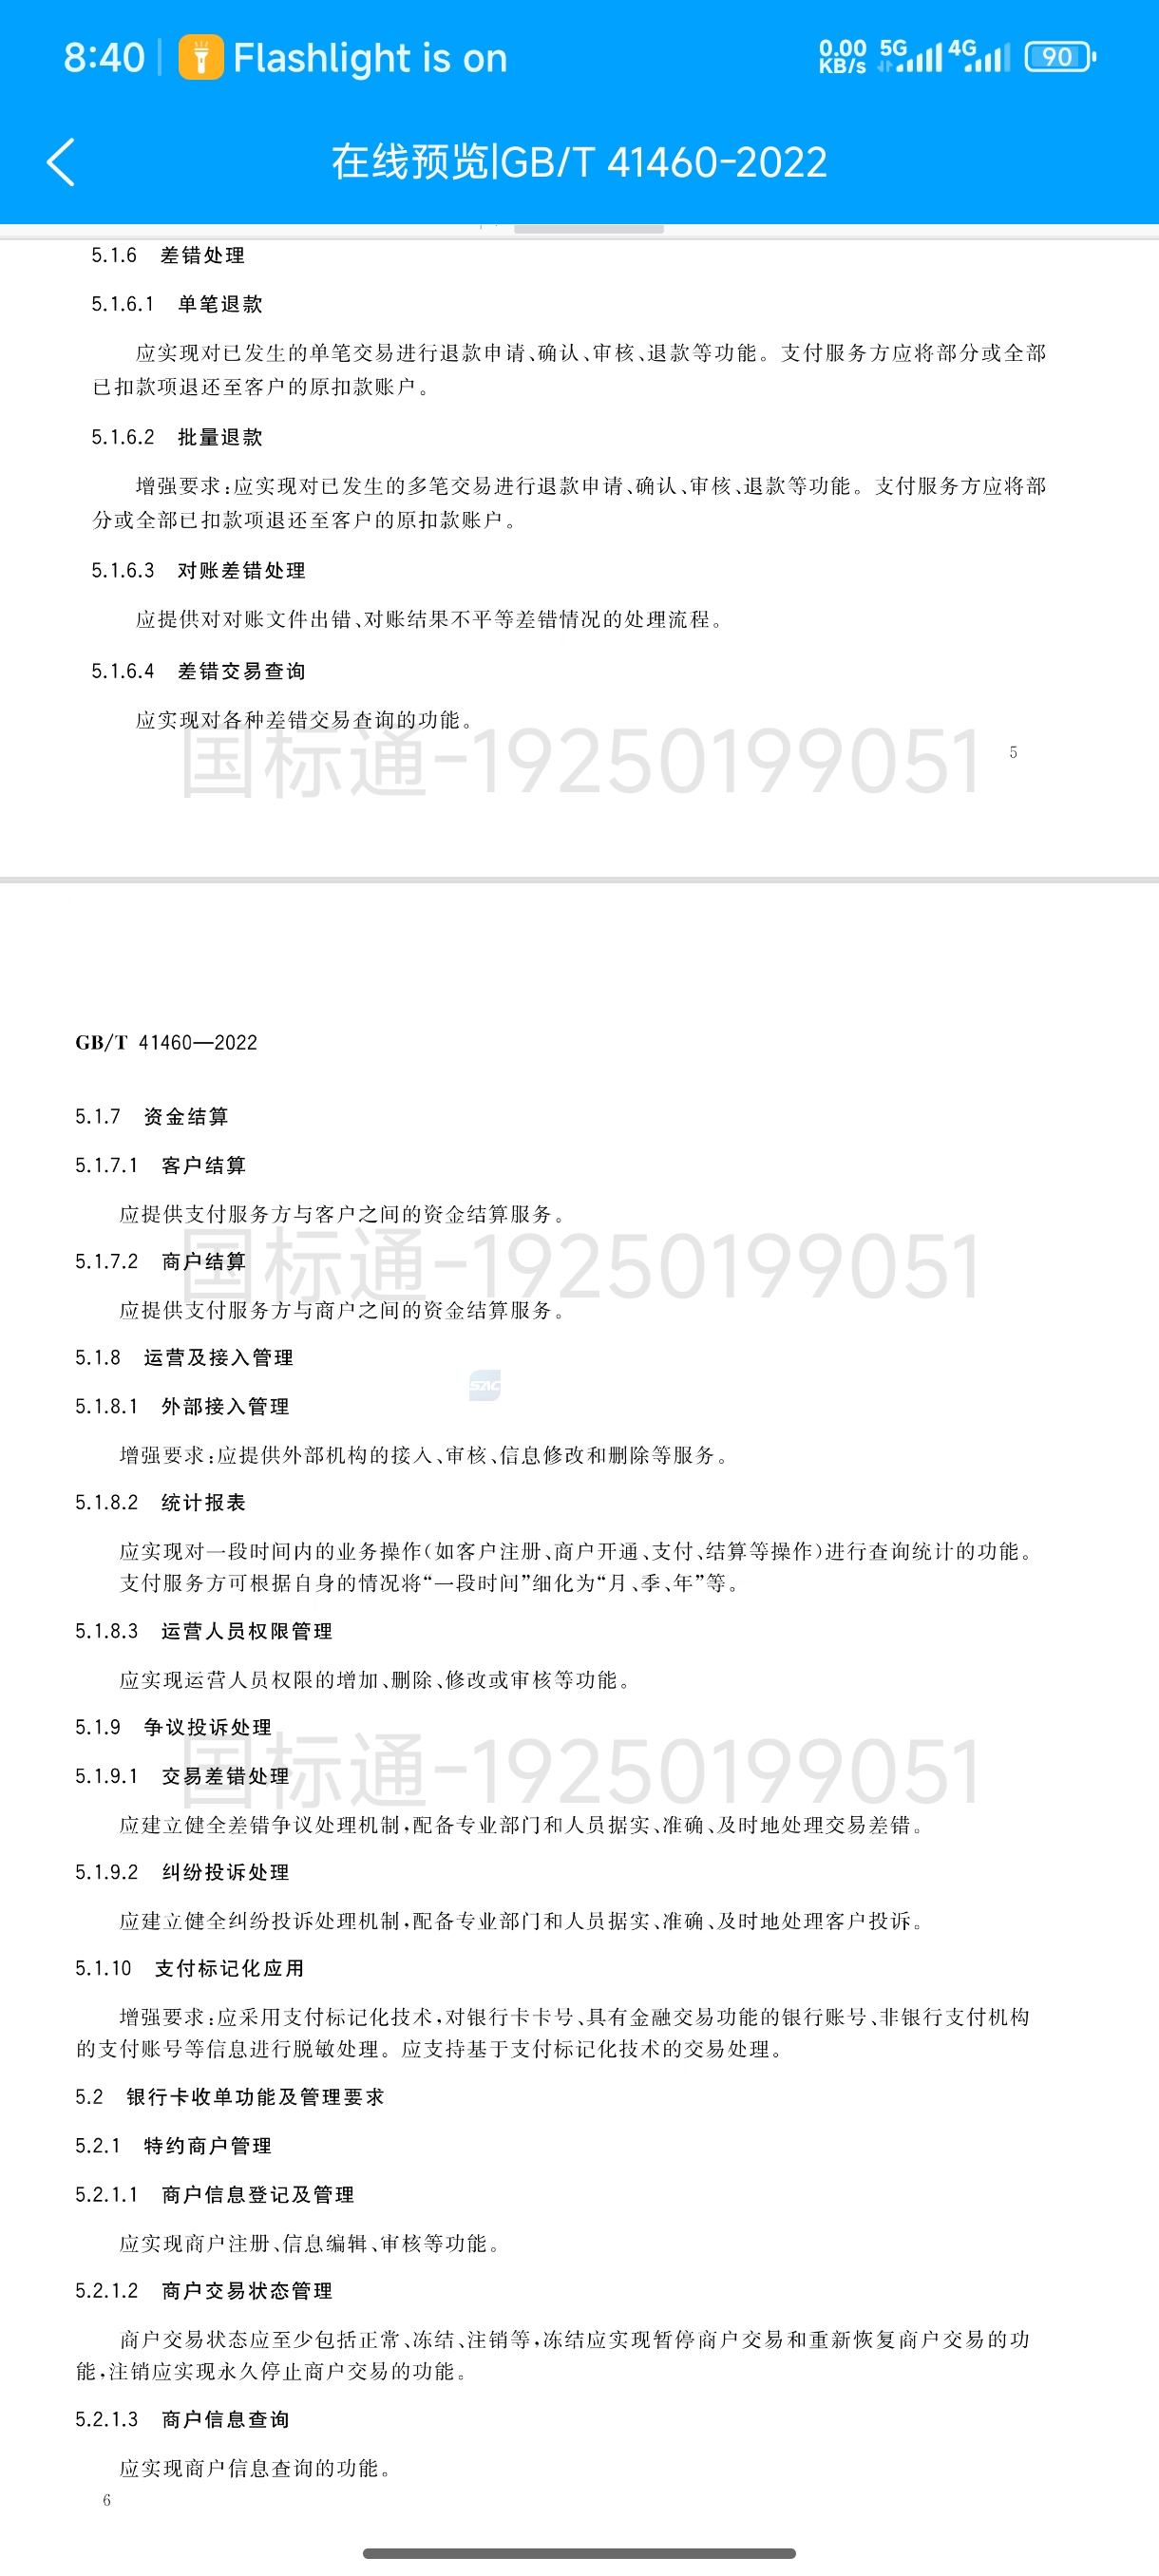 8:40 Flashlight is on 0.00 KB/s 5G 4G 90
在线预览|GB/T 41460-2022
5.1.6 差错处理
5.1.6.1 单笔退款
应实现对已发生的单笔交易进行退款申请、确认、审核、退款等功能。支付服务方应将部分或全部
已扣款项退还至客户的原扣款账户。
5.1.6.2 批量退款
增强要求:应实现对已发生的多笔交易进行退款申请、确认、审核、退款等功能。支付服务方应将部
分或全部已扣款项退还至客户的原扣款账户。
5.1.6.3 对账差错处理
应提供对对账文件出错、对账结果不平等差错情况的处理流程。
5.1.6.4 差错交易查询
应实现对各种差错交易查询的功能。
国标通-19250199051
5
GB/T 41460—2022
5.1.7 资金结算
5.1.7.1 客户结算
应提供支付服务方与客户之间的资金结算服务。
国标通-19250199051
5.1.7.2 商户结算
应提供支付服务方与商户之间的资金结算服务。
5.1.8 运营及接入管理
SAC
5.1.8.1 外部接入管理
增强要求:应提供外部机构的接入、审核、信息修改和删除等服务。
5.1.8.2 统计报表
应实现对一段时间内的业务操作(如客户注册、商户开通、支付、结算等操作)进行查询统计的功能。
支付服务方可根据自身的情况将“一段时间”细化为“月、季、年”等。
5.1.8.3 运营人员权限管理
应实现运营人员权限的增加、删除、修改或审核等功能。
5.1.9 争议投诉处理
国标通-19250199051
5.1.9.1 交易差错处理
应建立健全差错争议处理机制,配备专业部门和人员据实、准确、及时地处理交易差错。
5.1.9.2 纠纷投诉处理
应建立健全纠纷投诉处理机制,配备专业部门和人员据实、准确、及时地处理客户投诉。
5.1.10 支付标记化应用
增强要求:应采用支付标记化技术,对银行卡卡号、具有金融交易功能的银行账号、非银行支付机构
的支付账号等信息进行脱敏处理。应支持基于支付标记化技术的交易处理。
5.2 银行卡收单功能及管理要求
5.2.1 特约商户管理
5.2.1.1 商户信息登记及管理
应实现商户注册、信息编辑、审核等功能。
5.2.1.2 商户交易状态管理
商户交易状态应至少包括正常、冻结、注销等,冻结应实现暂停商户交易和重新恢复商户交易的功
能,注销应实现永久停止商户交易的功能。
5.2.1.3 商户信息查询
应实现商户信息查询的功能。
6